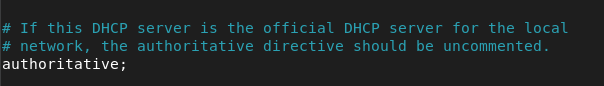 # If this DHCP server is the official DHCP server for the local
# network, the authoritative directive should be uncommented.
authoritative;